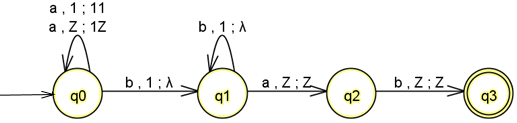 a , 1 ; 11
a , Z ; 1Z
b , 1 ; λ
b , 1 ; λ
a , Z ; Z
b , Z ; Z
q0
q1
q2
q3